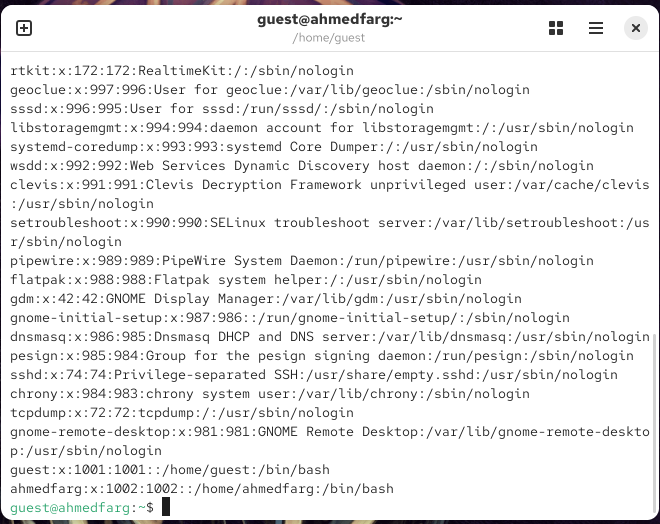 guest@ahmedfarg:~
/home/guest
rtkit:x:172:172:RealtimeKit:/:/sbin/nologin
geoclue:x:997:996:User for geoclue:/var/lib/geoclue:/sbin/nologin
sssd:x:996:995:User for sssd:/run/sssd/:/sbin/nologin
libstoragemgmt:x:994:994:daemon account for libstoragemgmt:/:/usr/sbin/nologin
systemd-coredump:x:993:993:systemd Core Dumper:/:/usr/sbin/nologin
wsdd:x:992:992:Web Services Dynamic Discovery host daemon:/:/sbin/nologin
clevis:x:991:991:Clevis Decryption Framework unprivileged user:/var/cache/clevis
:/usr/sbin/nologin
setroubleshoot:x:990:990:SELinux troubleshoot server:/var/lib/setroubleshoot:/us
r/sbin/nologin
pipewire:x:989:989:PipeWire System Daemon:/run/pipewire:/usr/sbin/nologin
flatpak:x:988:988:Flatpak system helper:/:/usr/sbin/nologin
gdm:x:42:42:GNOME Display Manager:/var/lib/gdm:/usr/sbin/nologin
gnome-initial-setup:x:987:986::/run/gnome-initial-setup/:/sbin/nologin
dnsmasq:x:986:985:Dnsmasq DHCP and DNS server:/var/lib/dnsmasq:/usr/sbin/nologin
pesign:x:985:984:Group for the pesign signing daemon:/run/pesign:/sbin/nologin
sshd:x:74:74:Privilege-separated SSH:/usr/share/empty.sshd:/usr/sbin/nologin
chrony:x:984:983:chrony system user:/var/lib/chrony:/sbin/nologin
tcpdump:x:72:72:tcpdump:/:/usr/sbin/nologin
gnome-remote-desktop:x:981:981:GNOME Remote Desktop:/var/lib/gnome-remote-deskto
p:/usr/sbin/nologin
guest:x:1001:1001::/home/guest:/bin/bash
ahmedfarg:x:1002:1002::/home/ahmedfarg:/bin/bash
guest@ahmedfarg:~$